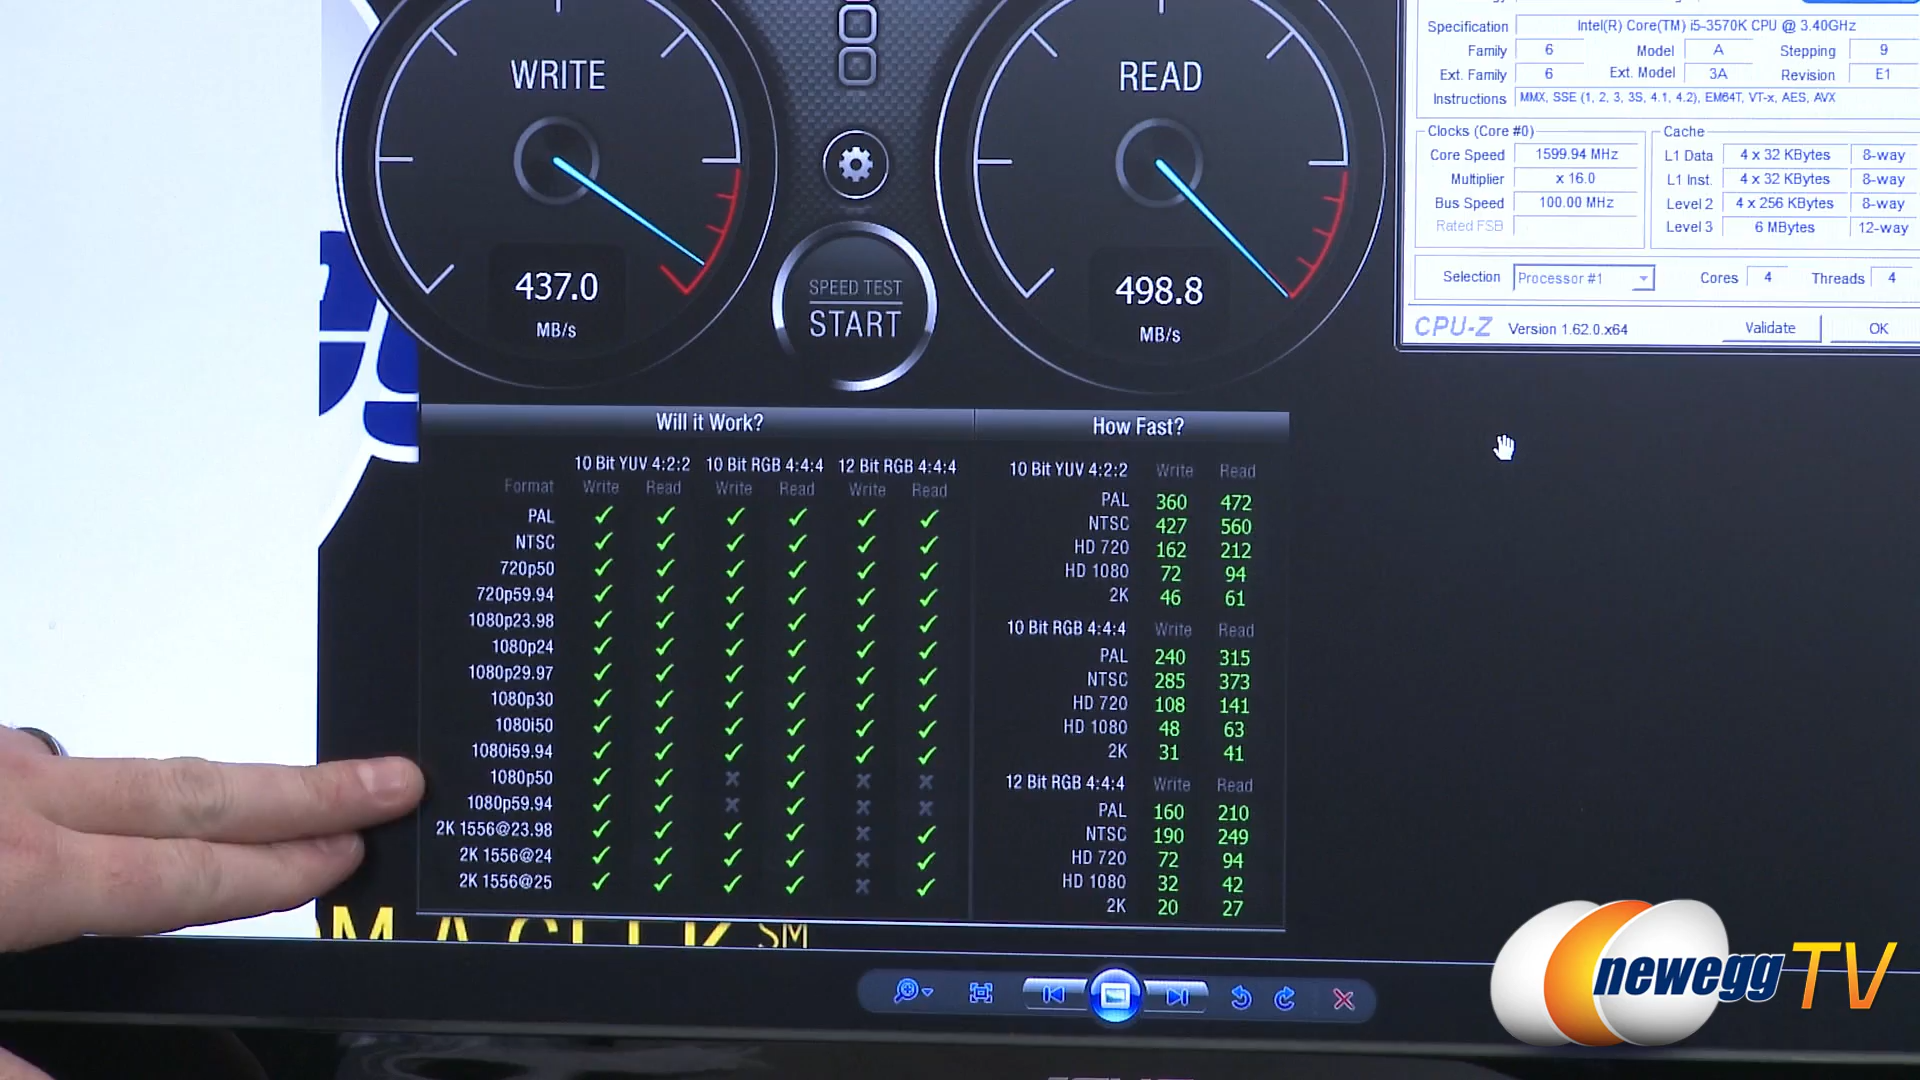 WRITE
437.0
MB/s
SPEED TEST
START
READ
498.8
MB/s
Specification Intel(R) Core(TM) i5-3570K CPU @ 3.40GHz
Family 6 Model A Stepping 9
Ext. Family 6 Ext. Model 3A Revision E1
Instructions MMX, SSE (1, 2, 3, 3S, 4.1, 4.2), EM64T, VT-x, AES, AVX
Clocks (Core #0) Cache
Core Speed 1599.94 MHz L1 Data 4 x 32 KBytes 8-way
Multiplier x 16.0 L1 Inst. 4 x 32 KBytes 8-way
Bus Speed 100.00 MHz Level 2 4 x 256 KBytes 8-way
Rated FSB Level 3 6 MBytes 12-way
Selection Processor #1 Cores 4 Threads 4
CPU-Z Version 1.62.0.x64 Validate OK
Will it Work?
10 Bit YUV 4:2:2 10 Bit RGB 4:4:4 12 Bit RGB 4:4:4
Format Write Read Write Read Write Read
PAL ✓ ✓ ✓ ✓ ✓ ✓
NTSC ✓ ✓ ✓ ✓ ✓ ✓
720p50 ✓ ✓ ✓ ✓ ✓ ✓
720p59.94 ✓ ✓ ✓ ✓ ✓ ✓
1080p23.98 ✓ ✓ ✓ ✓ ✓ ✓
1080p24 ✓ ✓ ✓ ✓ ✓ ✓
1080p29.97 ✓ ✓ ✓ ✓ ✓ ✓
1080p30 ✓ ✓ ✓ ✓ ✓ ✓
1080i50 ✓ ✓ ✓ ✓ ✓ ✓
1080i59.94 ✓ ✓ ✓ ✓ ✓ ✓
1080p50 ✓ ✓ x ✓ x x
1080p59.94 ✓ ✓ x ✓ x x
2K 1556@23.98 ✓ ✓ ✓ ✓ x ✓
2K 1556@24 ✓ ✓ ✓ ✓ x ✓
2K 1556@25 ✓ ✓ ✓ ✓ x ✓
How Fast?
10 Bit YUV 4:2:2 Write Read
PAL 360 472
NTSC 427 560
HD 720 162 212
HD 1080 72 94
2K 46 61
10 Bit RGB 4:4:4 Write Read
PAL 240 315
NTSC 285 373
HD 720 108 141
HD 1080 48 63
2K 31 41
12 Bit RGB 4:4:4 Write Read
PAL 160 210
NTSC 190 249
HD 720 72 94
HD 1080 32 42
2K 20 27
SM
newegg TV